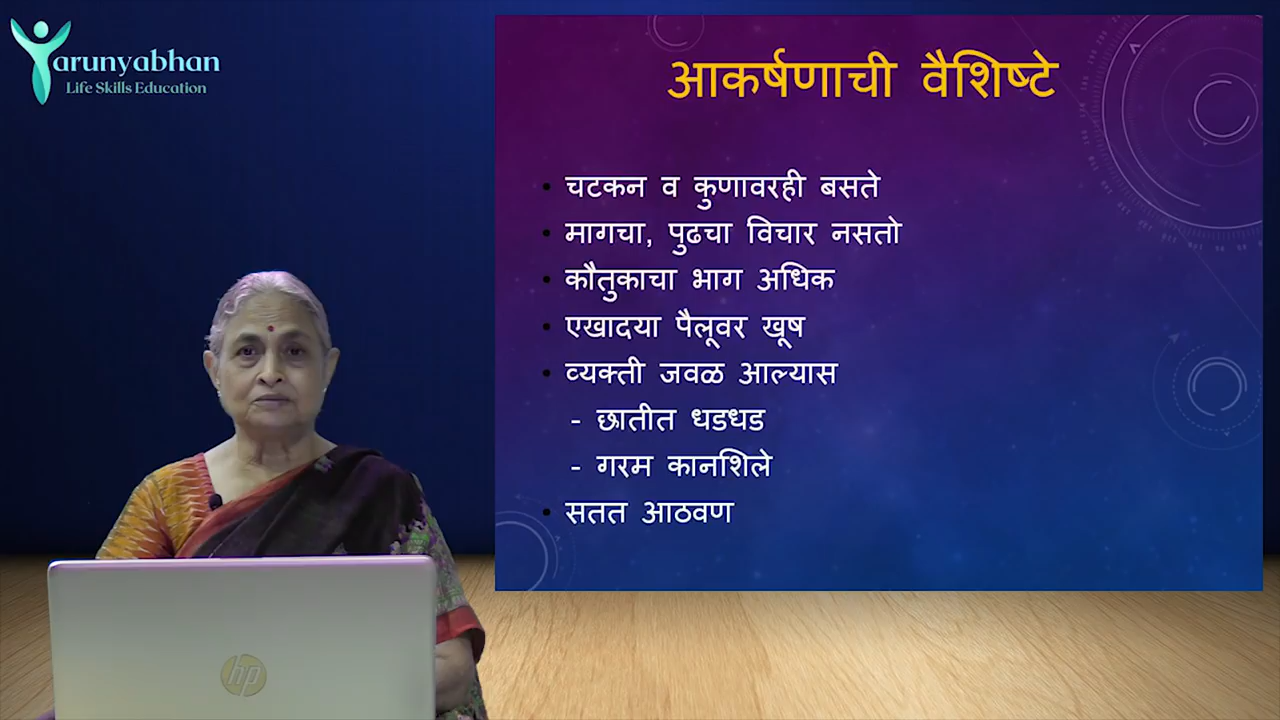 Tarunyabhan
Life Skills Education
आकर्षणाची वैशिष्टे
• चटकन व कुणावरही बसते
• मागचा, पुढचा विचार नसतो
• कौतुकाचा भाग अधिक
• एखादया पैलूवर खूष
• व्यक्ती जवळ आल्यास
- छातीत धडधड
- गरम कानशिले
• सतत आठवण
hp